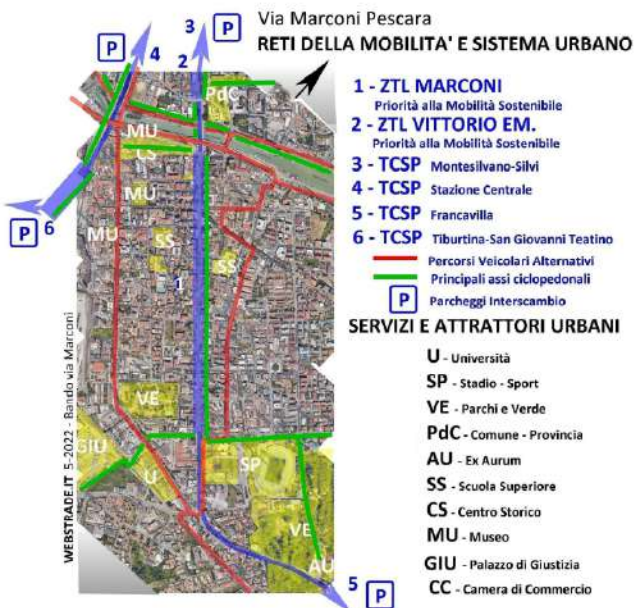 Via Marconi Pescara
RETI DELLA MOBILITA' E SISTEMA URBANO
1 - ZTL MARCONI
Priorità alla Mobilità Sostenibile
2 - ZTL VITTORIO EM.
Priorità alla Mobilità Sostenibile
3 - TCSP Montesilvano-Silvi
4 - TCSP Stazione Centrale
5 - TCSP Francavilla
6 - TCSP Tiburtina-San Giovanni Teatino
Percorsi Veicolari Alternativi
Principali assi ciclopedonali
P Parcheggi Interscambio
SERVIZI E ATTRATTORI URBANI
U - Università
SP - Stadio - Sport
VE - Parchi e Verde
PdC - Comune - Provincia
AU - Ex Aurum
SS - Scuola Superiore
CS - Centro Storico
MU - Museo
GIU - Palazzo di Giustizia
CC - Camera di Commercio
P 4 3 P
2
PdC
MU
CS
MU
P 6
MU
SS
SS
1
VE
GIU
U
SP
VE
AU
5 P
WEBSTRADE.IT 5-2022 - Bando via Marconi